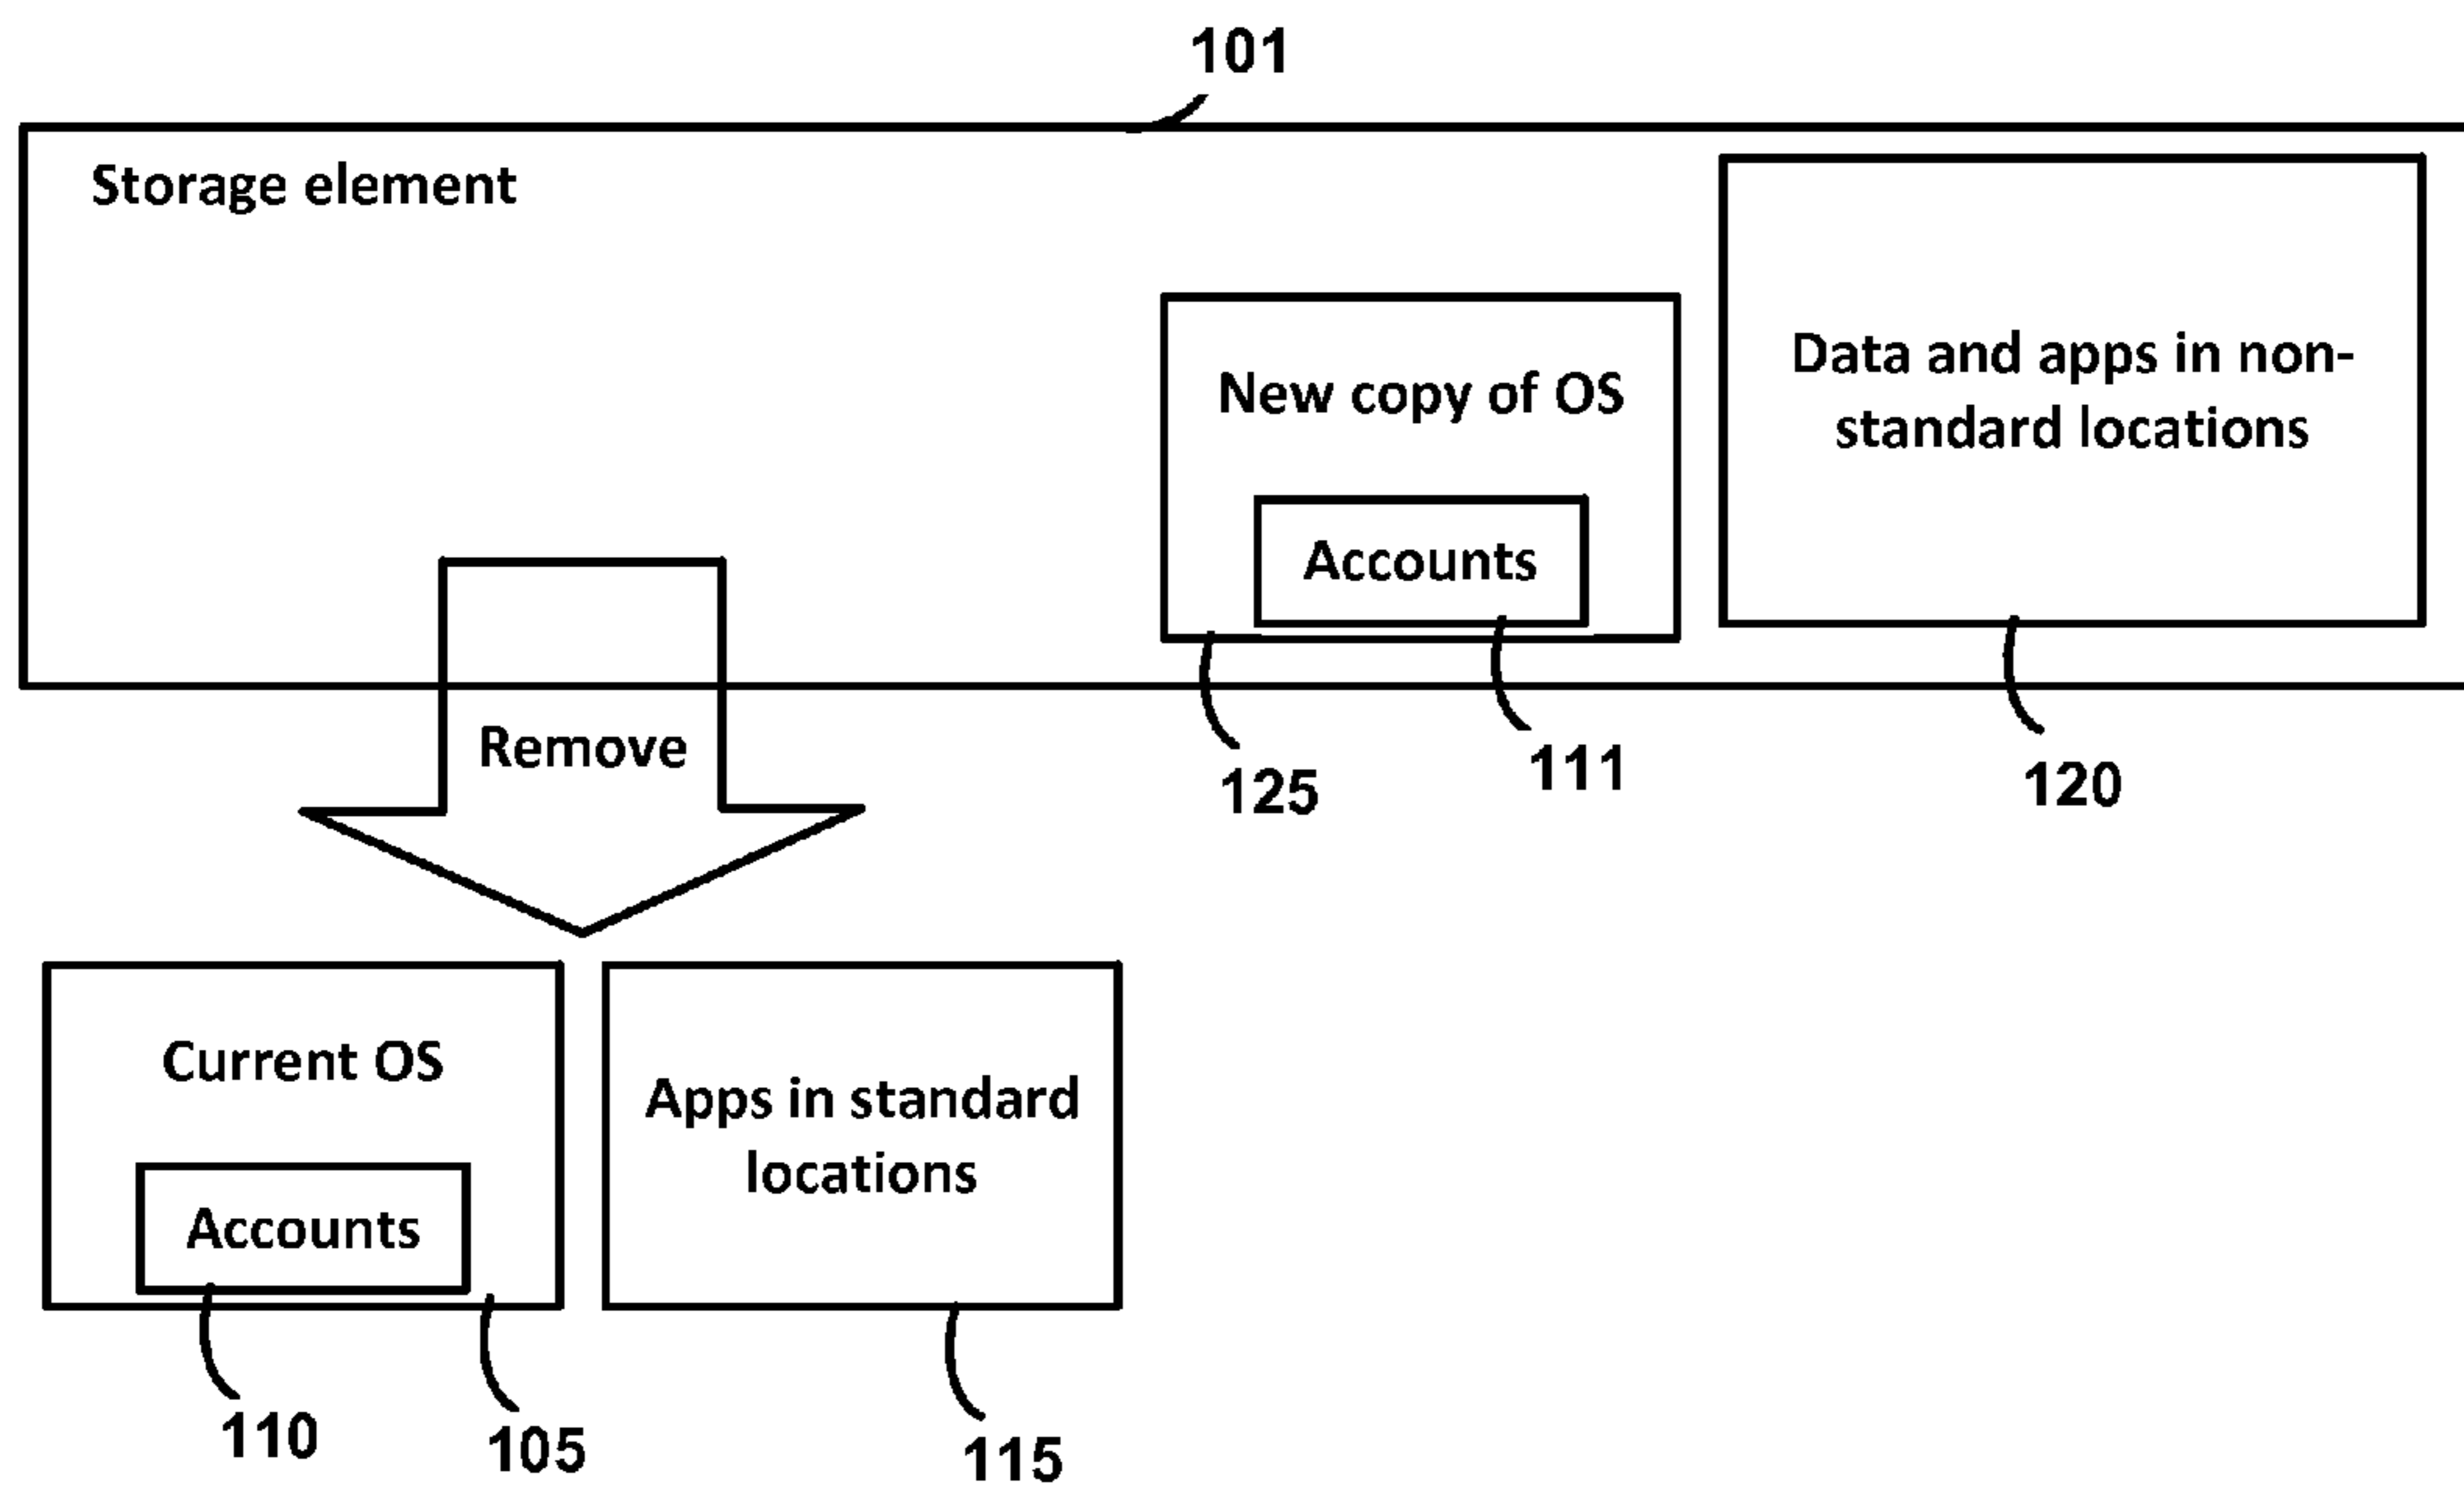 101
Storage element
New copy of OS
Accounts
Data and apps in non-
standard locations
Remove
125
111
120
Current OS
Accounts
Apps in standard
locations
110
105
115